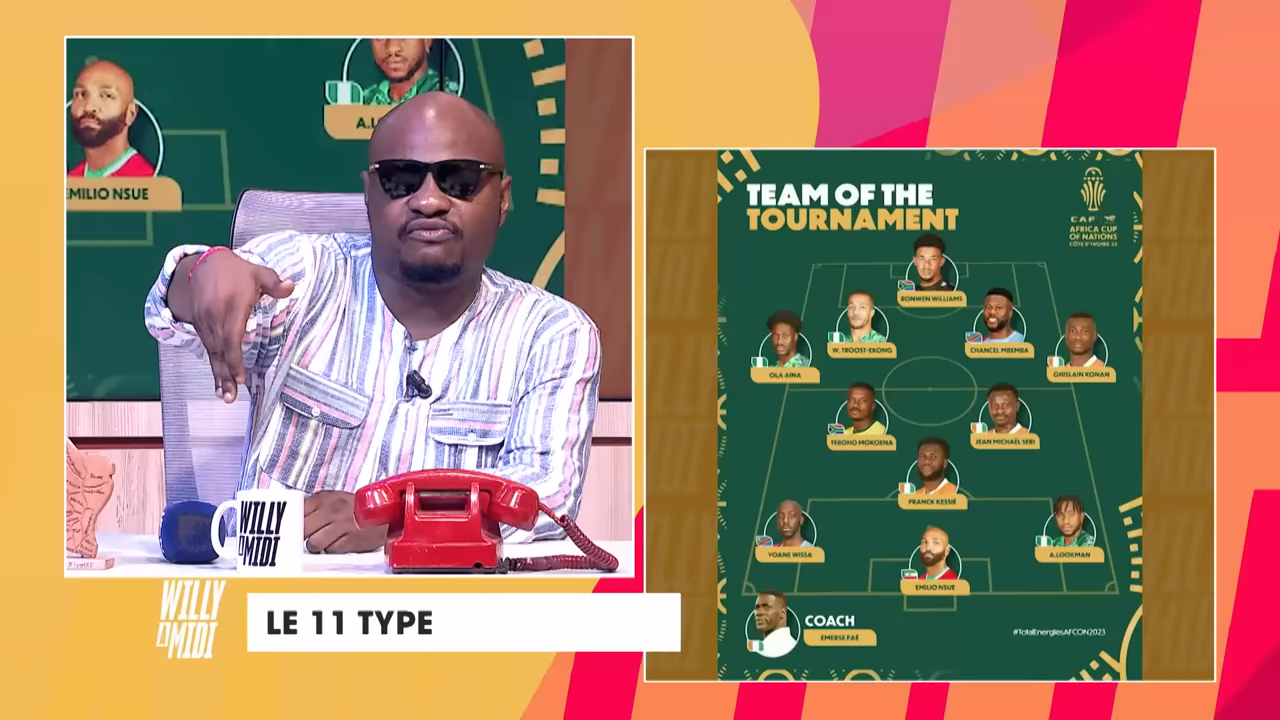 A.L
EMILIO NSUE
WILLY
À MIDI
WILLY
À MIDI
LE 11 TYPE
TEAM OF THE
TOURNAMENT
CAF
AFRICA CUP
OF NATIONS
CÔTE D'IVOIRE 23
RONWEN WILLIAMS
W. TROOST-EKONG
CHANCEL MBEMBA
OLA AINA
GHISLAIN KONAN
TEBOHO MOKOENA
JEAN MICHAËL SERI
FRANCK KESSIÉ
YOANE WISSA
A.LOOKMAN
EMILIO NSUE
COACH
EMERSE FAÉ
#TotalEnergiesAFCON2023